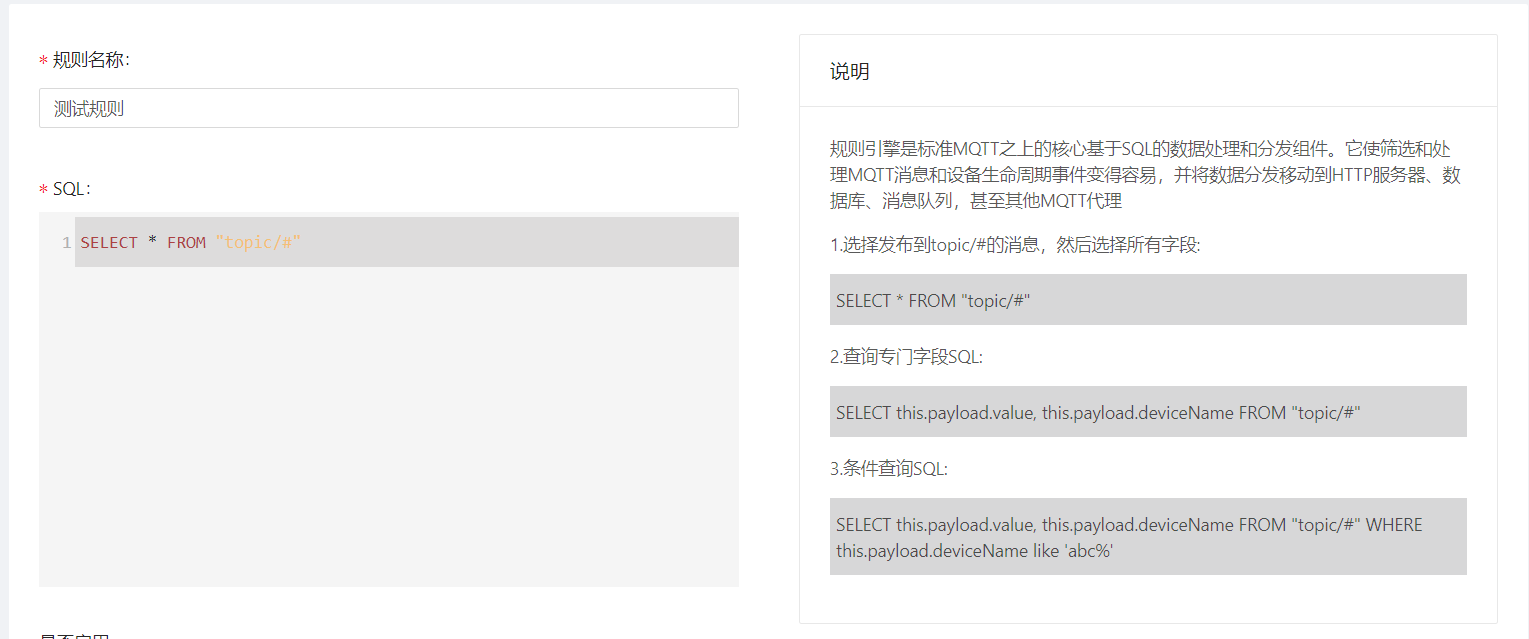 * 规则名称：
测试规则
* SQL：
1 SELECT * FROM "topic/#"
说明
规则引擎是标准MQTT之上的核心基于SQL的数据处理和分发组件。它使筛选和处
理MQTT消息和设备生命周期事件变得容易，并将数据分发移动到HTTP服务器、数
据库、消息队列，甚至其他MQTT代理
1.选择发布到topic/#的消息，然后选择所有字段:
SELECT * FROM "topic/#"
2.查询专门字段SQL:
SELECT this.payload.value, this.payload.deviceName FROM "topic/#"
3.条件查询SQL:
SELECT this.payload.value, this.payload.deviceName FROM "topic/#" WHERE
this.payload.deviceName like 'abc%'